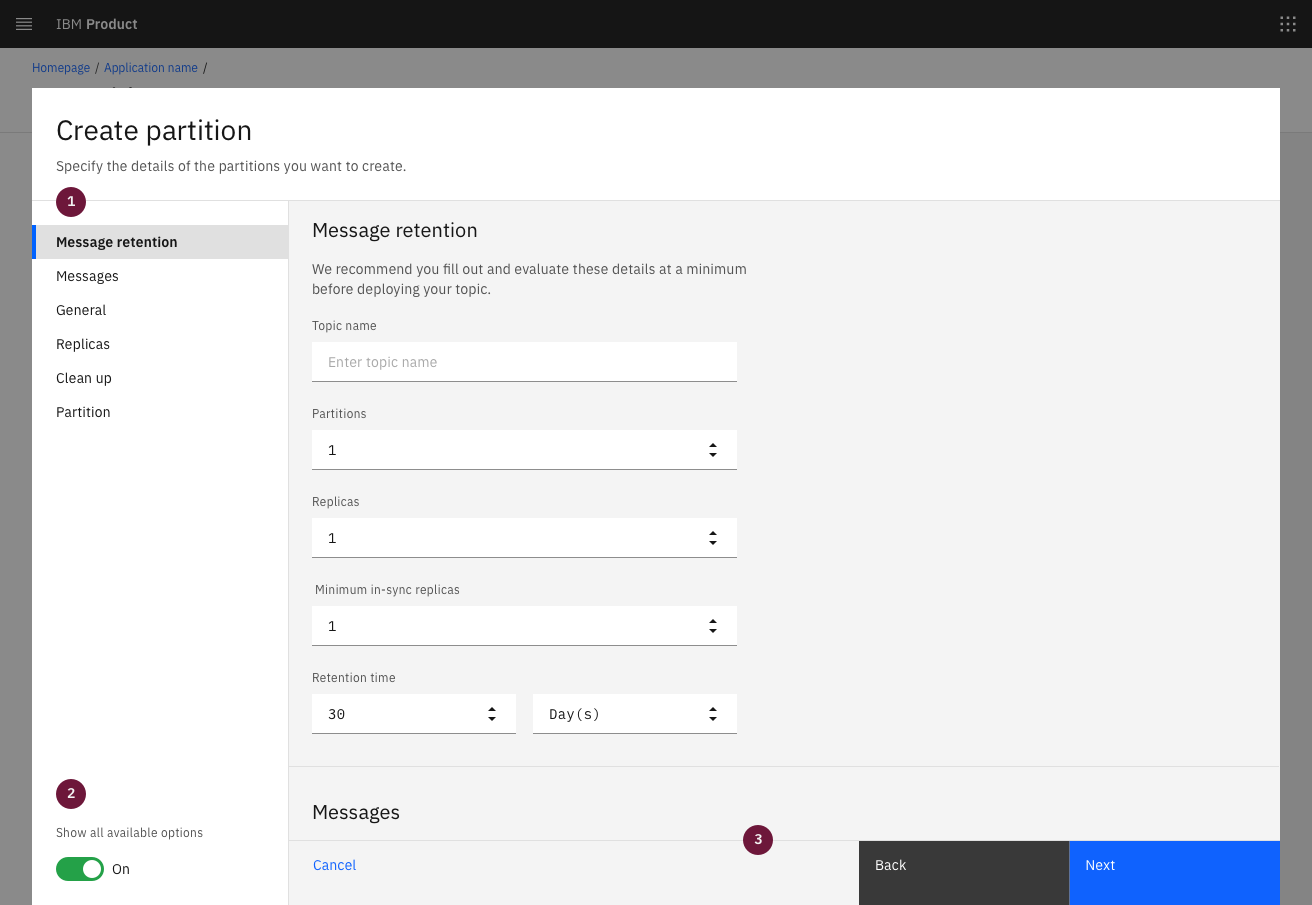 IBM Product
Homepage / Application name /
Create partition
Specify the details of the partitions you want to create.
1
Message retention
Messages
General
Replicas
Clean up
Partition
2
Show all available options
On
Message retention
We recommend you fill out and evaluate these details at a minimum
before deploying your topic.
Topic name
Enter topic name
Partitions
1
Replicas
1
Minimum in-sync replicas
1
Retention time
30 Day(s)
Messages
3
Cancel Back Next